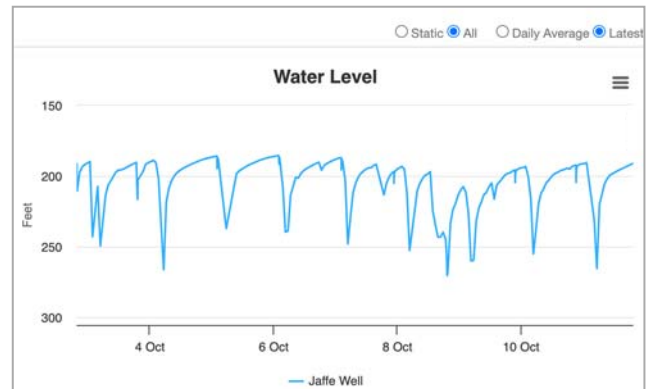 Static All Daily Average Latest
Water Level
150
200
250
300
Feet
4 Oct 6 Oct 8 Oct 10 Oct
Jaffe Well